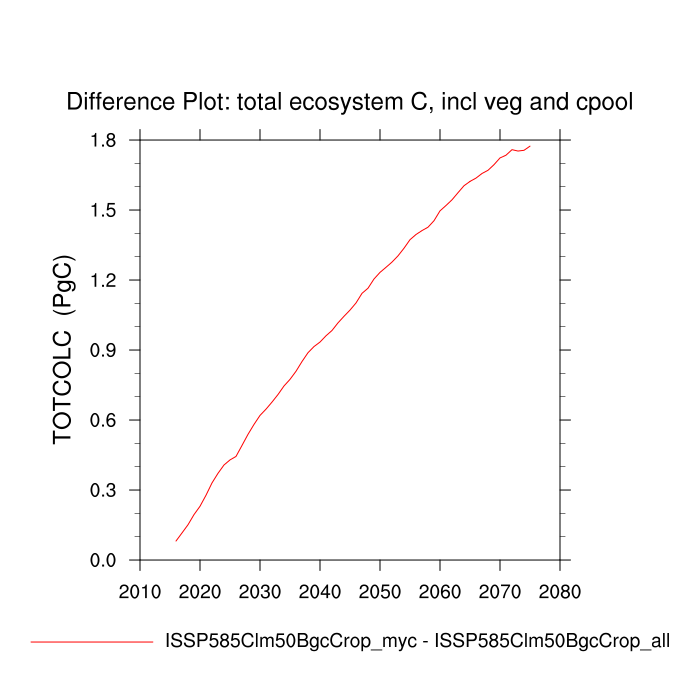 Difference Plot: total ecosystem C, incl veg and cpool
TOTCOLC (PgC)
1.8
1.5
1.2
0.9
0.6
0.3
0.0
2010 2020 2030 2040 2050 2060 2070 2080
ISSP585Clm50BgcCrop_myc - ISSP585Clm50BgcCrop_all